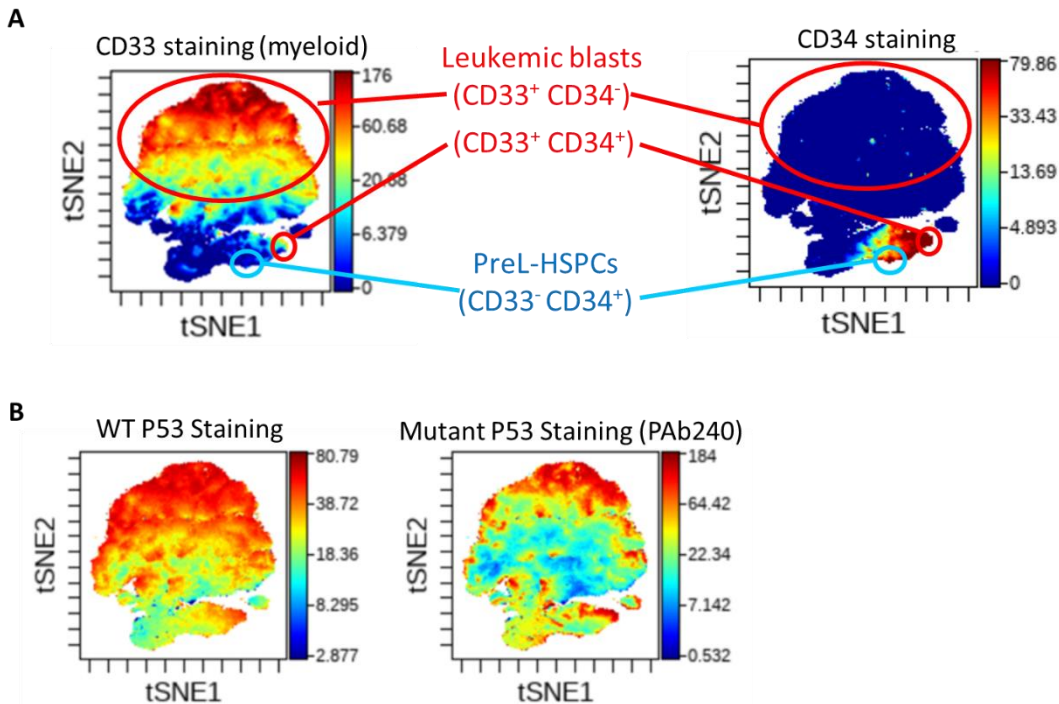 A
CD33 staining (myeloid)
Leukemic blasts
(CD33⁺ CD34⁻)
(CD33⁺ CD34⁺)
PreL-HSPCs
(CD33⁻ CD34⁺)
CD34 staining
176
60.68
20.68
6.379
0
tSNE2
tSNE1
79.86
33.43
13.69
4.893
0
tSNE2
tSNE1
B
WT P53 Staining
80.79
38.72
18.36
8.295
2.877
tSNE2
tSNE1
Mutant P53 Staining (PAb240)
184
64.42
22.34
7.142
0.532
tSNE2
tSNE1